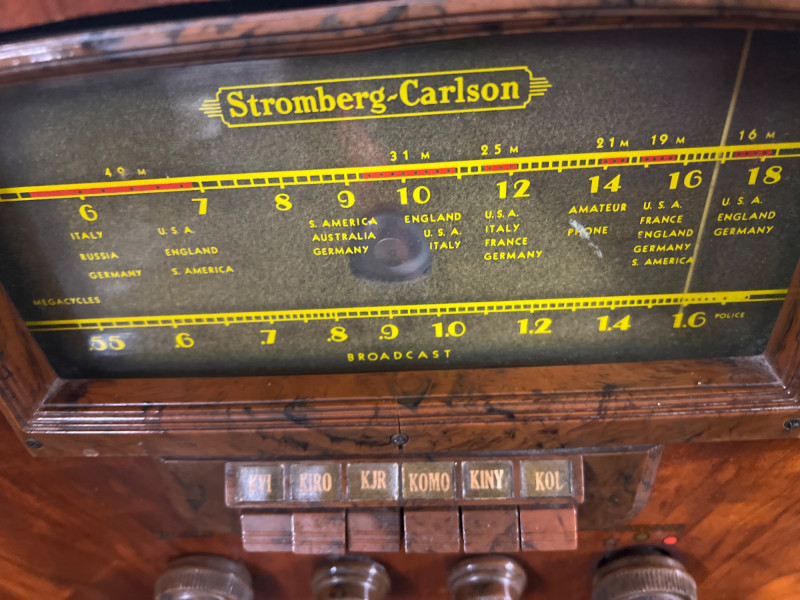 Stromberg-Carlson
49 M 31 M 25 M 21 M 19 M 16 M
6 7 8 9 10 12 14 16 18
ITALY
RUSSIA
GERMANY
U.S.A.
ENGLAND
S. AMERICA
S. AMERICA
AUSTRALIA
GERMANY
ENGLAND
U.S.A.
ITALY
U.S.A.
ITALY
FRANCE
GERMANY
AMATEUR
PHONE
U.S.A.
FRANCE
ENGLAND
GERMANY
S. AMERICA
U.S.A.
ENGLAND
GERMANY
MEGACYCLES
.55 .6 .7 .8 .9 1.0 1.2 1.4 1.6 POLICE
BROADCAST
KIRO KJR KOMO KINY KOL